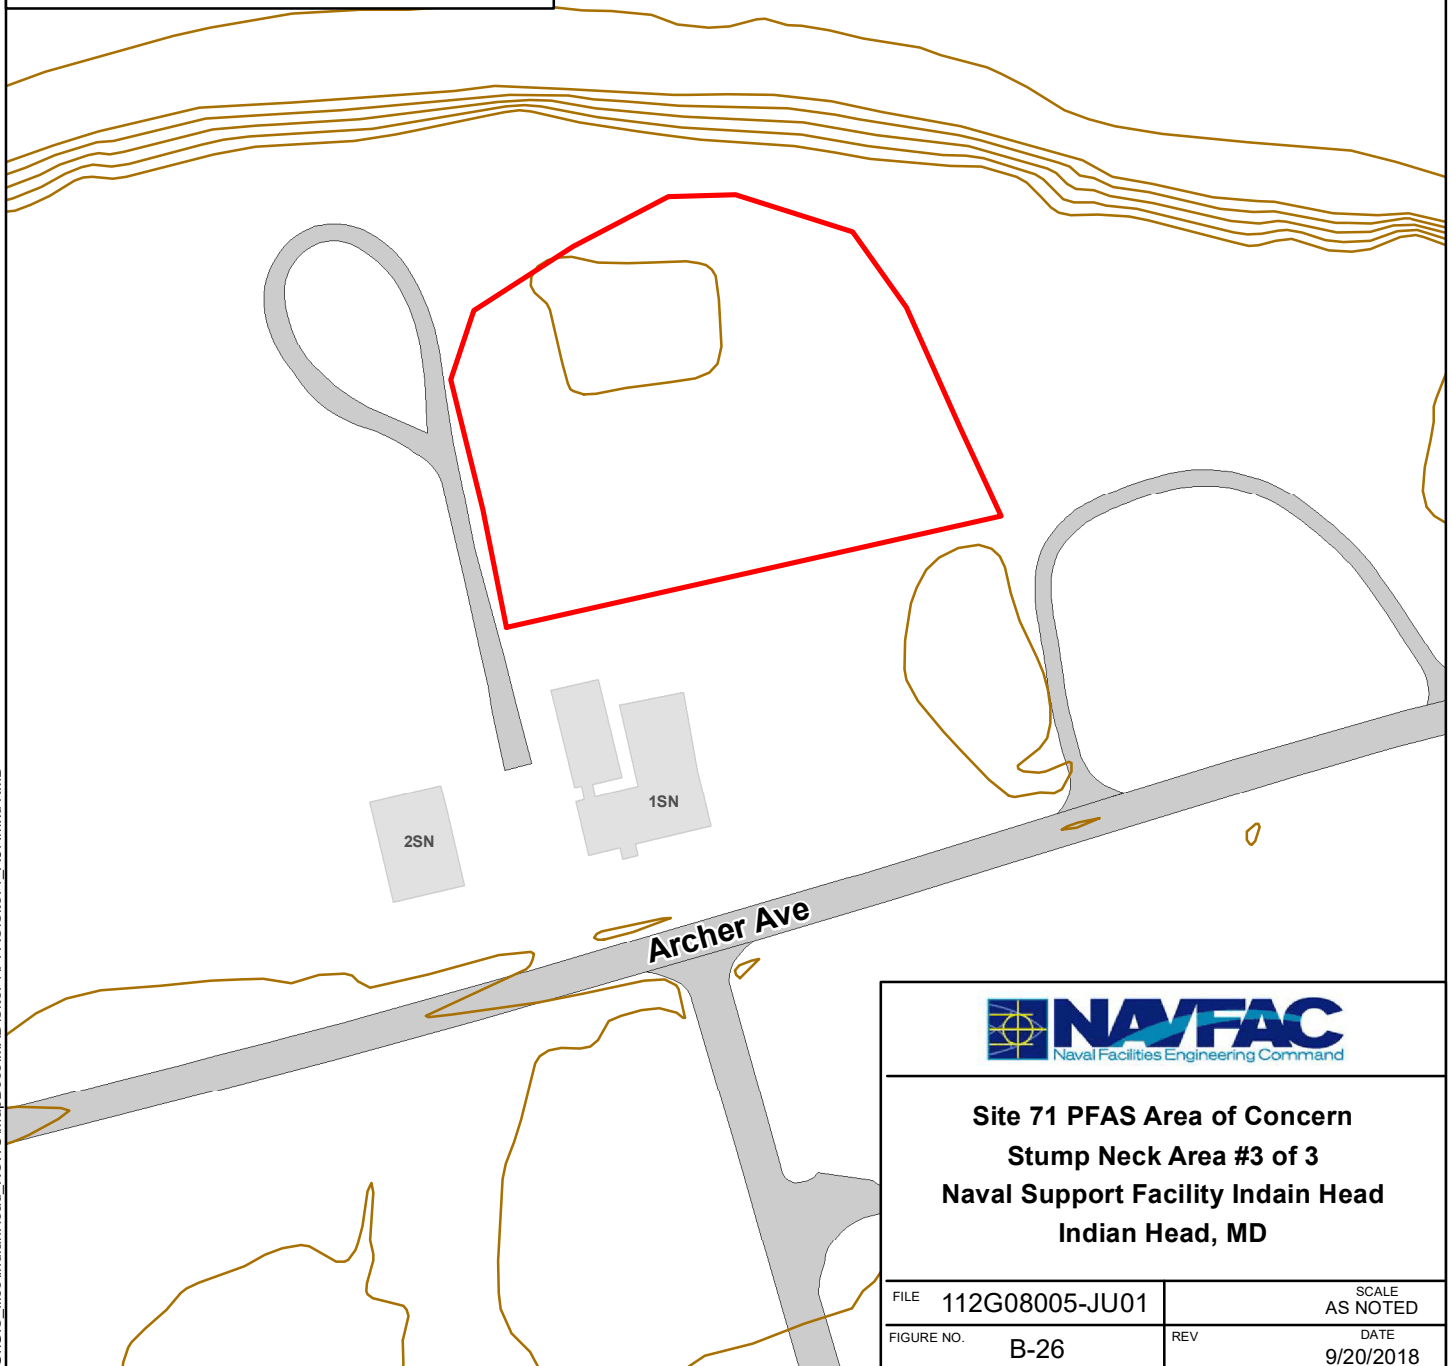 1SN
2SN
Archer Ave
NAVFAC
Naval Facilities Engineering Command
Site 71 PFAS Area of Concern
Stump Neck Area #3 of 3
Naval Support Facility Indain Head
Indian Head, MD
FILE 112G08005-JU01
SCALE
AS NOTED
FIGURE NO. B-26
REV
DATE
9/20/2018